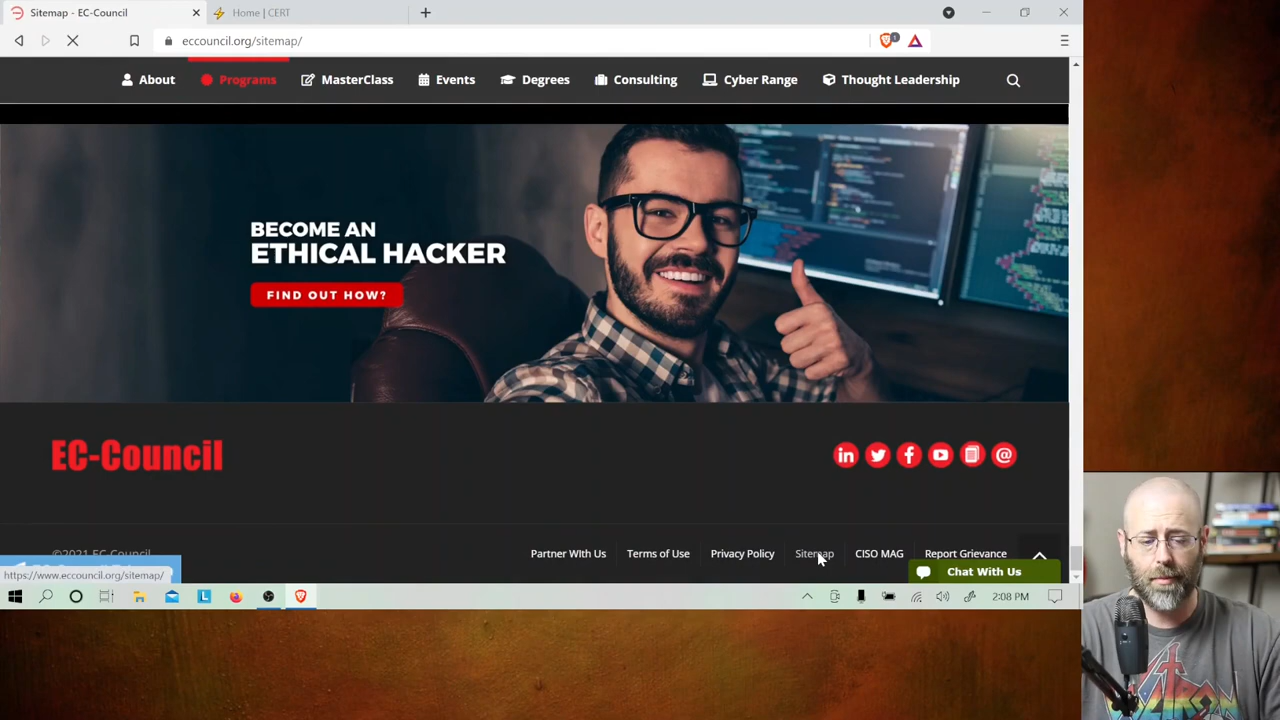 Sitemap - EC-Council
Home | CERT
eccouncil.org/sitemap/
1
About
Programs
MasterClass
Events
Degrees
Consulting
Cyber Range
Thought Leadership
BECOME AN
ETHICAL HACKER
FIND OUT HOW?
EC-Council
©2021 EC-Council
Partner With Us
Terms of Use
Privacy Policy
Sitemap
CISO MAG
Report Grievance
https://www.eccouncil.org/sitemap/
Chat With Us
2:08 PM